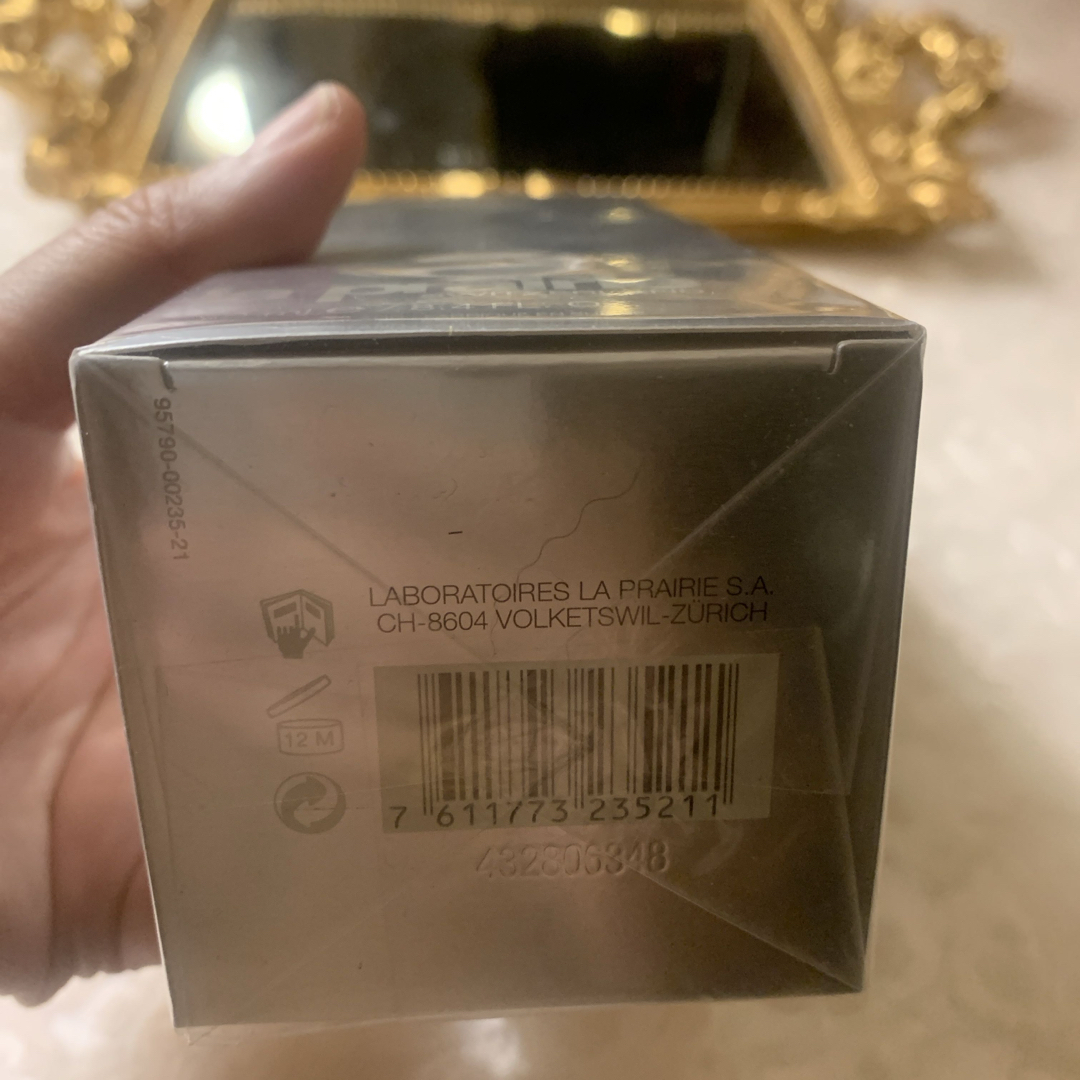 95790-00235-21
LABORATOIRES LA PRAIRIE S.A.
CH-8604 VOLKETSWIL-ZÜRICH
12 M
7 611773 235211
432806348